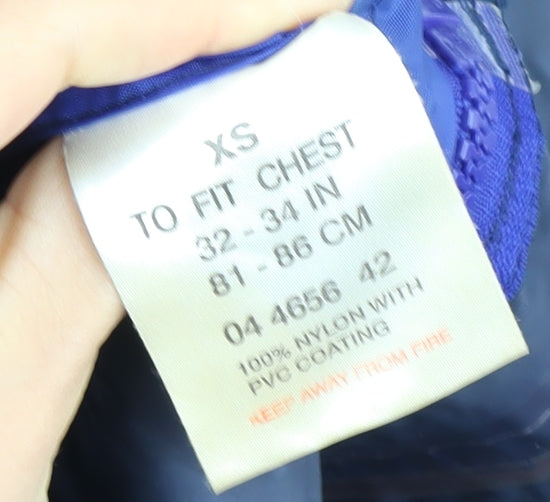 XS
TO FIT CHEST
32 - 34 IN
81 - 86 CM
04 4656 42
100% NYLON WITH
PVC COATING
KEEP AWAY FROM FIRE